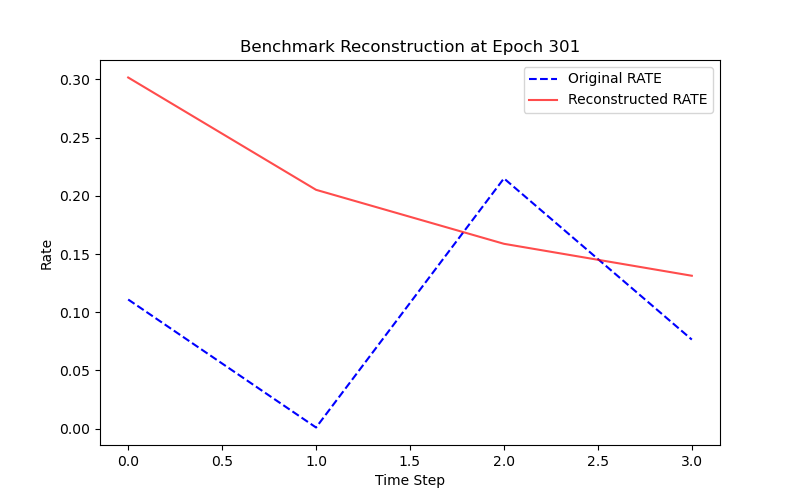 Benchmark Reconstruction at Epoch 301
Original RATE
Reconstructed RATE
0.30
0.25
0.20
0.15
0.10
0.05
0.00
Rate
0.0 0.5 1.0 1.5 2.0 2.5 3.0
Time Step